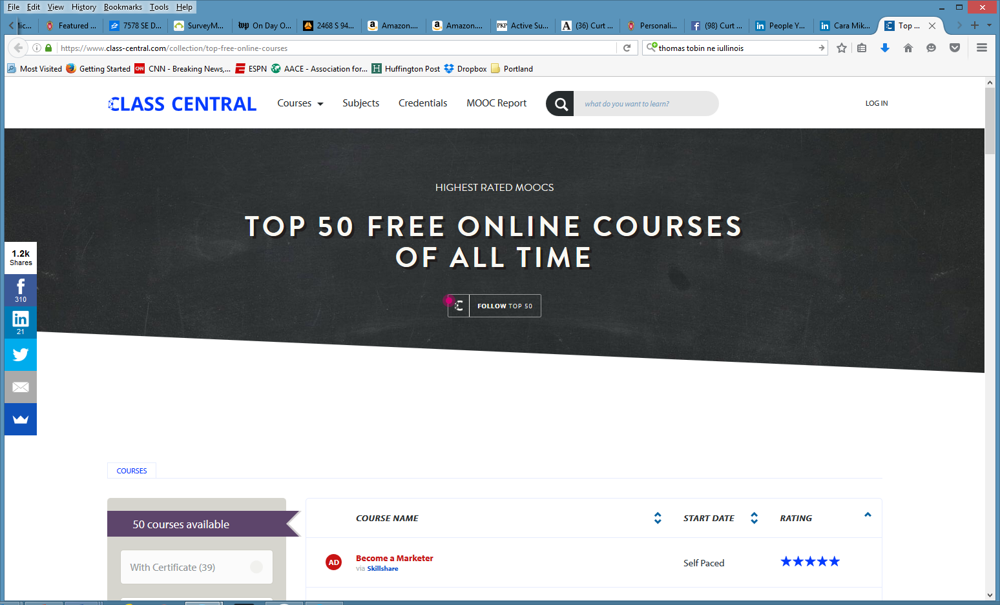 File Edit View History Bookmarks Tools Help
Featured ... 7578 SE D... SurveyM... On Day O... 2468 S 94... Amazon.... Amazon.... Active Su... (36) Curt ... Personali... (98) Curt ... People Y... Cara Mik... Top ...
https://www.class-central.com/collection/top-free-online-courses
thomas tobin ne iullinois
Most Visited Getting Started CNN - Breaking News,... ESPN AACE - Association for... Huffington Post Dropbox Portland
CLASS CENTRAL
Courses Subjects Credentials MOOC Report
what do you want to learn?
LOG IN
HIGHEST RATED MOOCS
TOP 50 FREE ONLINE COURSES
OF ALL TIME
FOLLOW TOP 50
1.2k
Shares
310
21
COURSES
50 courses available
With Certificate (39)
COURSE NAME START DATE RATING
AD
Become a Marketer
via Skillshare
Self Paced